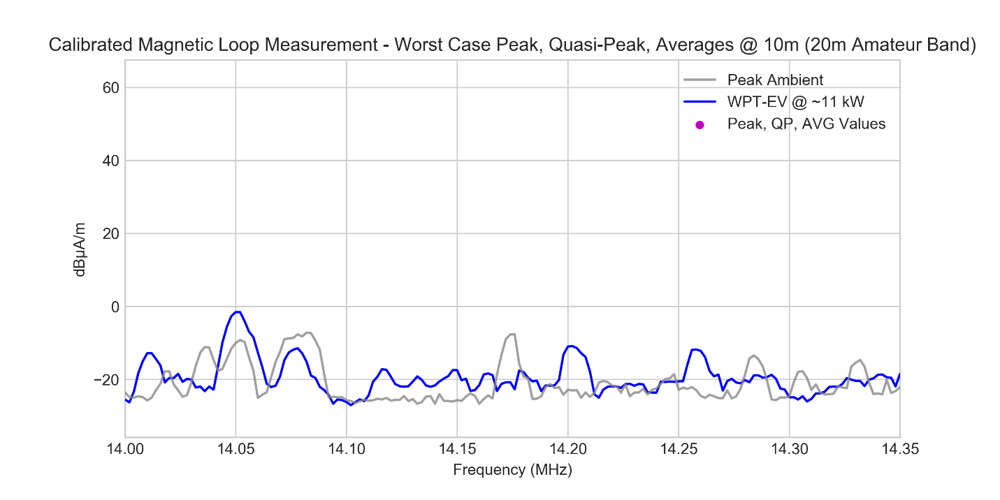 Calibrated Magnetic Loop Measurement - Worst Case Peak, Quasi-Peak, Averages @ 10m (20m Amateur Band)
Peak Ambient
WPT-EV @ ~11 kW
Peak, QP, AVG Values
60
40
20
0
−20
dBμA/m
14.00 14.05 14.10 14.15 14.20 14.25 14.30 14.35
Frequency (MHz)